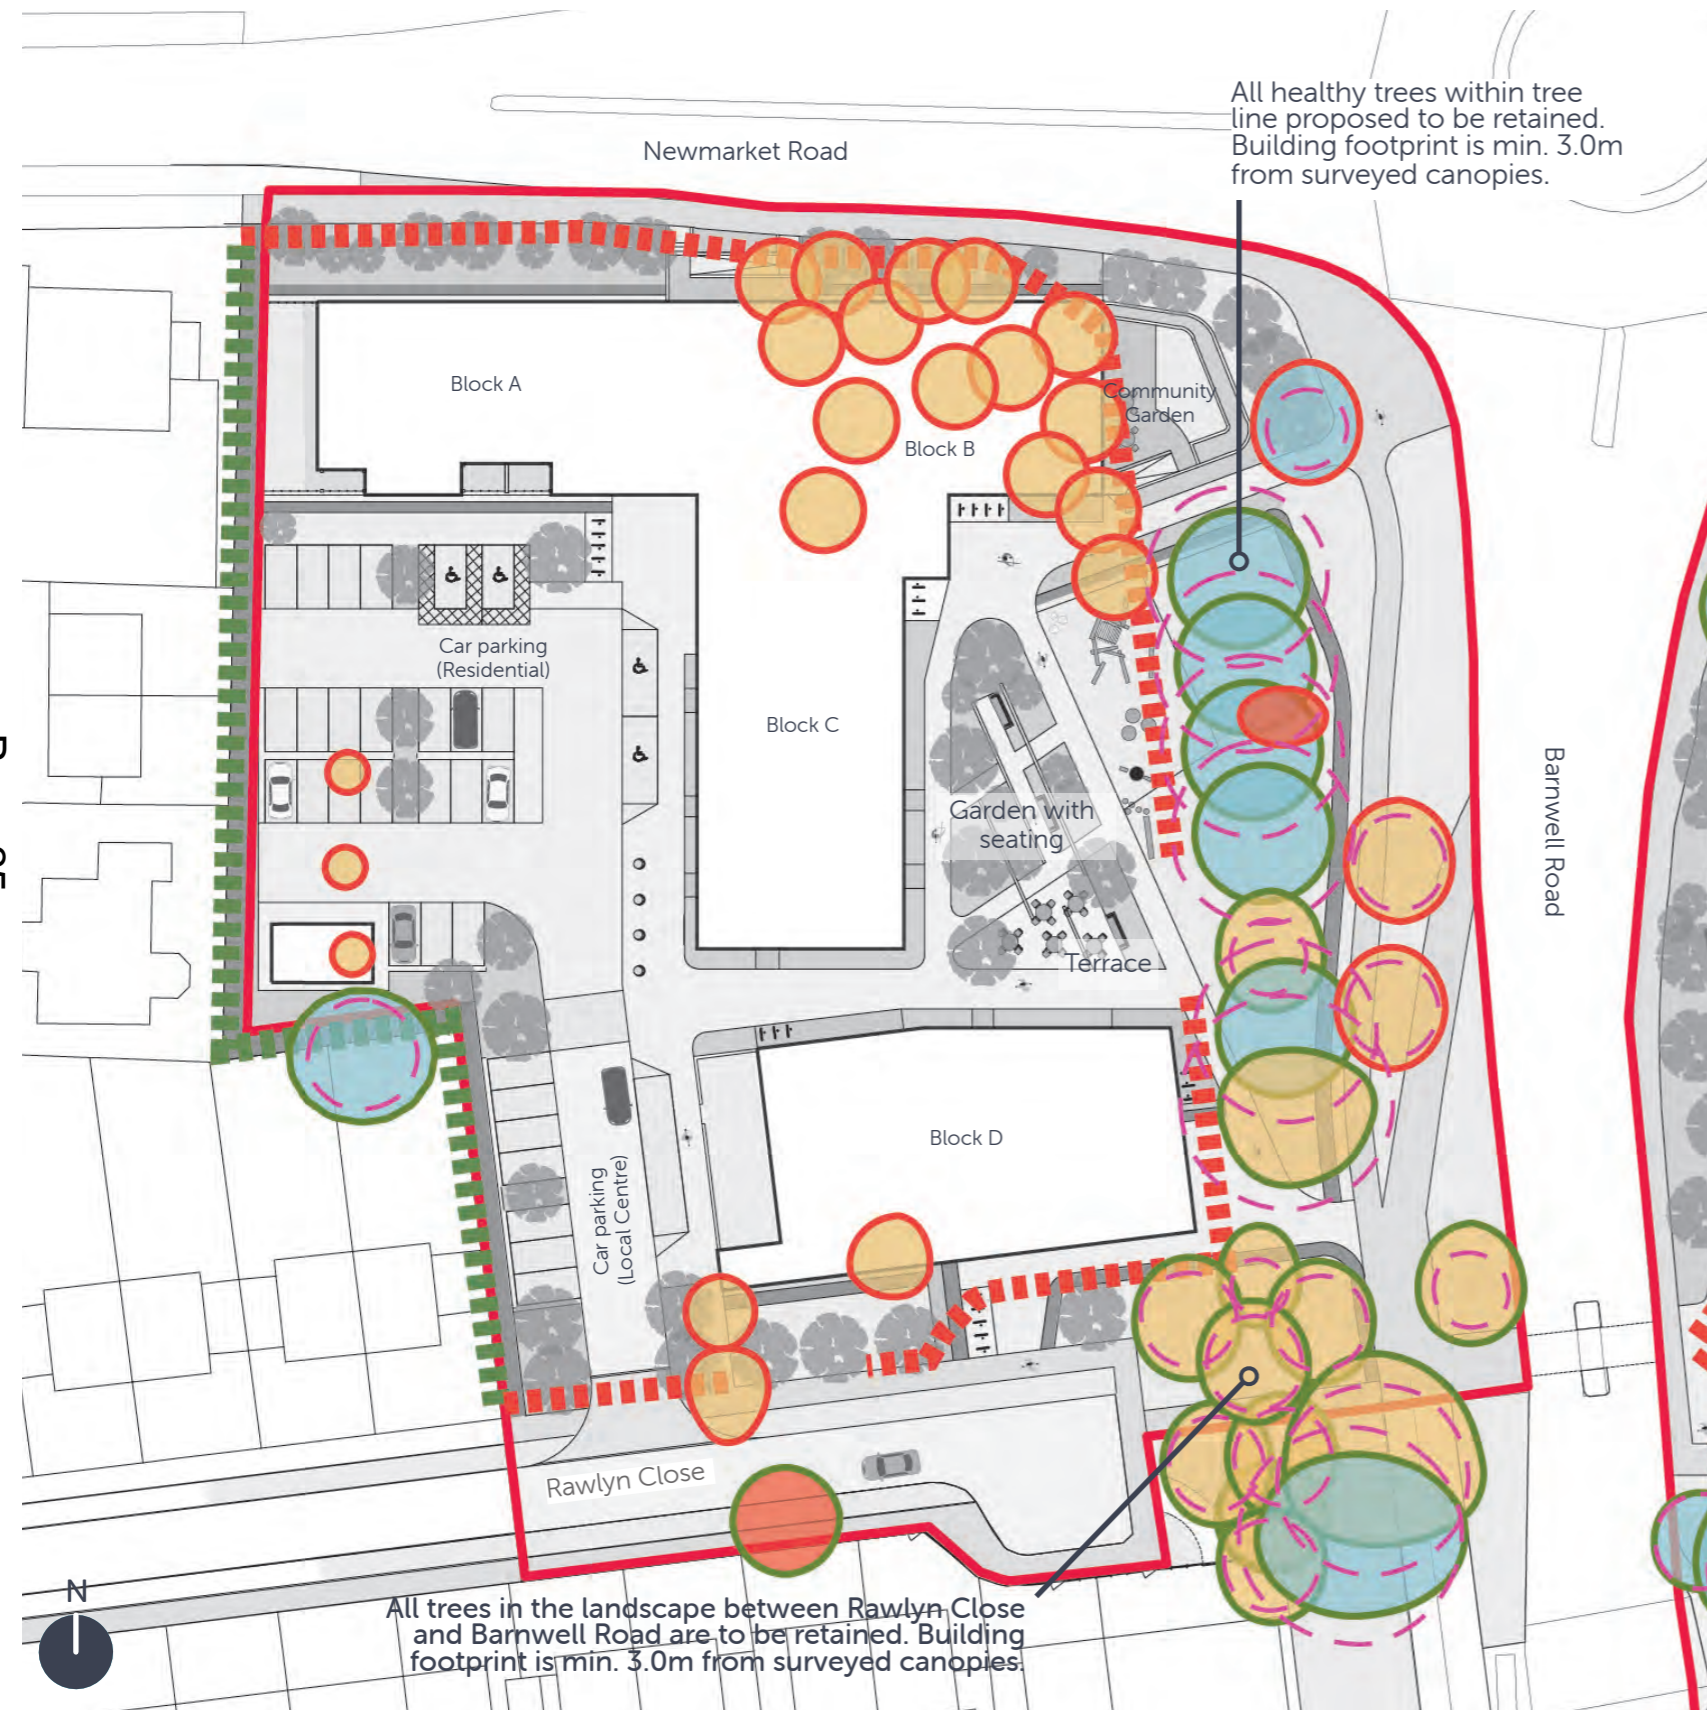 All healthy trees within tree
line proposed to be retained.
Building footprint is min. 3.0m
from surveyed canopies.
Newmarket Road
Block A
Community
Garden
Block B
Car parking
(Residential)
Block C
Garden with
seating
Barnwell Road
Terrace
Block D
Car parking
(Local Centre)
Rawlyn Close
N
All trees in the landscape between Rawlyn Close
and Barnwell Road are to be retained. Building
footprint is min. 3.0m from surveyed canopies.